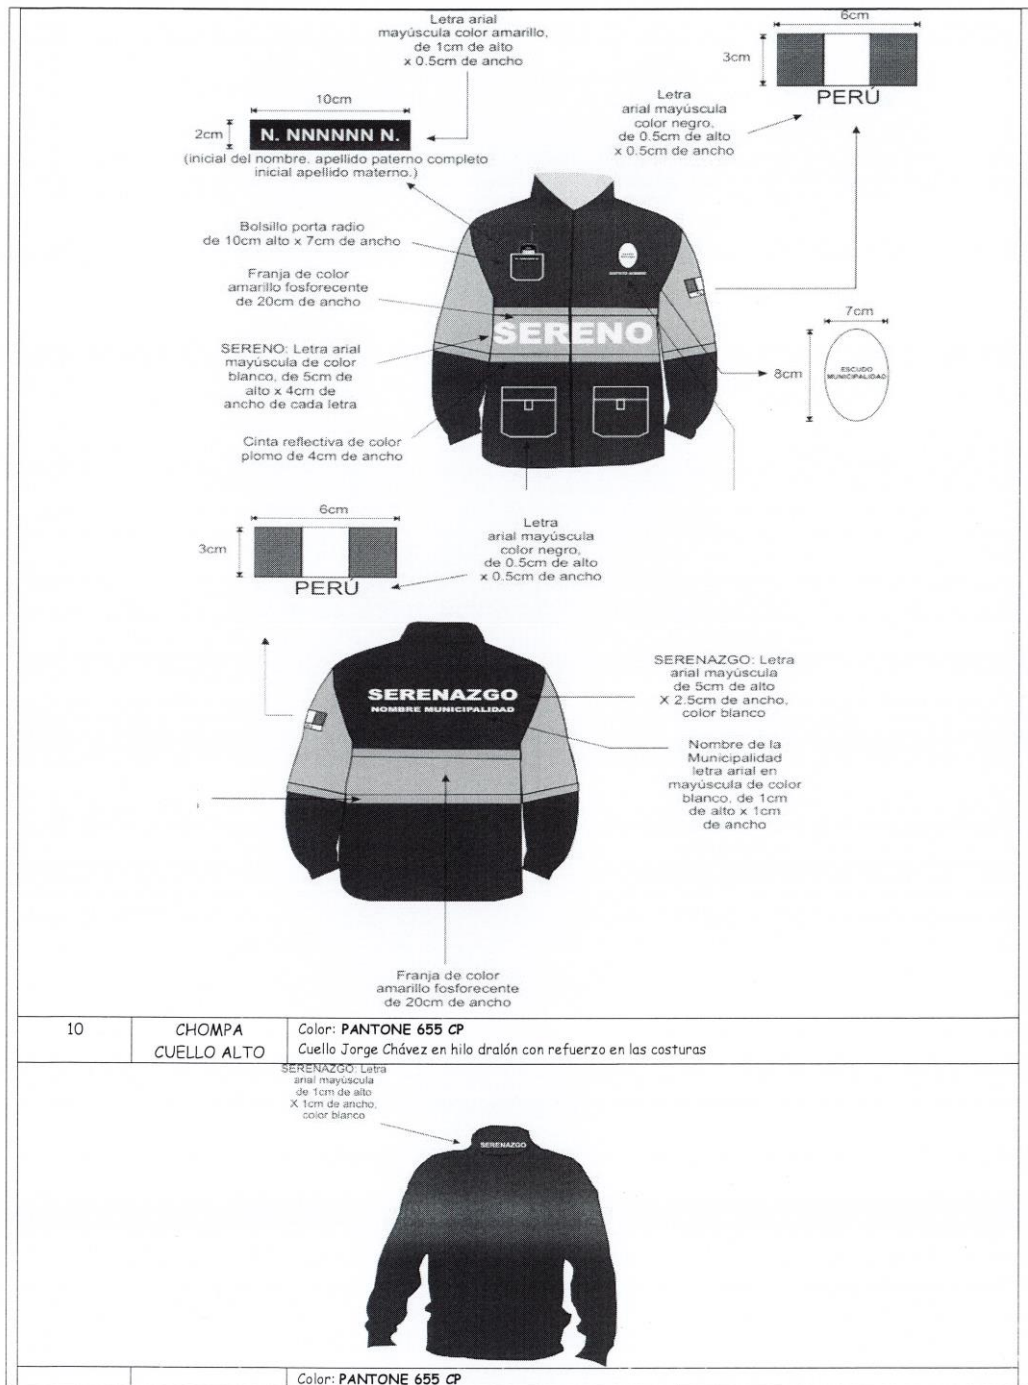 Letra arial
mayúscula color amarillo,
de 1cm de alto
x 0.5cm de ancho
6cm
3cm
PERÚ
Letra
arial mayúscula
color negro,
de 0.5cm de alto
x 0.5cm de ancho
10cm
2cm
N. NNNNNN N.
(inicial del nombre. apellido paterno completo
inicial apellido materno.)
Bolsillo porta radio
de 10cm alto x 7cm de ancho
Franja de color
amarillo fosforecente
de 20cm de ancho
SERENO: Letra arial
mayúscula de color
blanco, de 5cm de
alto x 4cm de
ancho de cada letra
Cinta reflectiva de color
plomo de 4cm de ancho
SERENO
7cm
8cm
ESCUDO
MUNICIPALIDAD
6cm
3cm
PERÚ
Letra
arial mayúscula
color negro,
de 0.5cm de alto
x 0.5cm de ancho
SERENAZGO
NOMBRE MUNICIPALIDAD
SERENAZGO: Letra
arial mayúscula
de 5cm de alto
X 2.5cm de ancho,
color blanco
Nombre de la
Municipalidad
letra arial en
mayúscula de color
blanco, de 1cm
de alto x 1cm
de ancho
Franja de color
amarillo fosforecente
de 20cm de ancho
10
CHOMPA
CUELLO ALTO
Color: PANTONE 655 CP
Cuello Jorge Chávez en hilo dralón con refuerzo en las costuras
SERENAZGO: Letra
arial mayúscula
de 1cm de alto
X 1cm de ancho,
color blanco
SERENAZGO
Color: PANTONE 655 CP